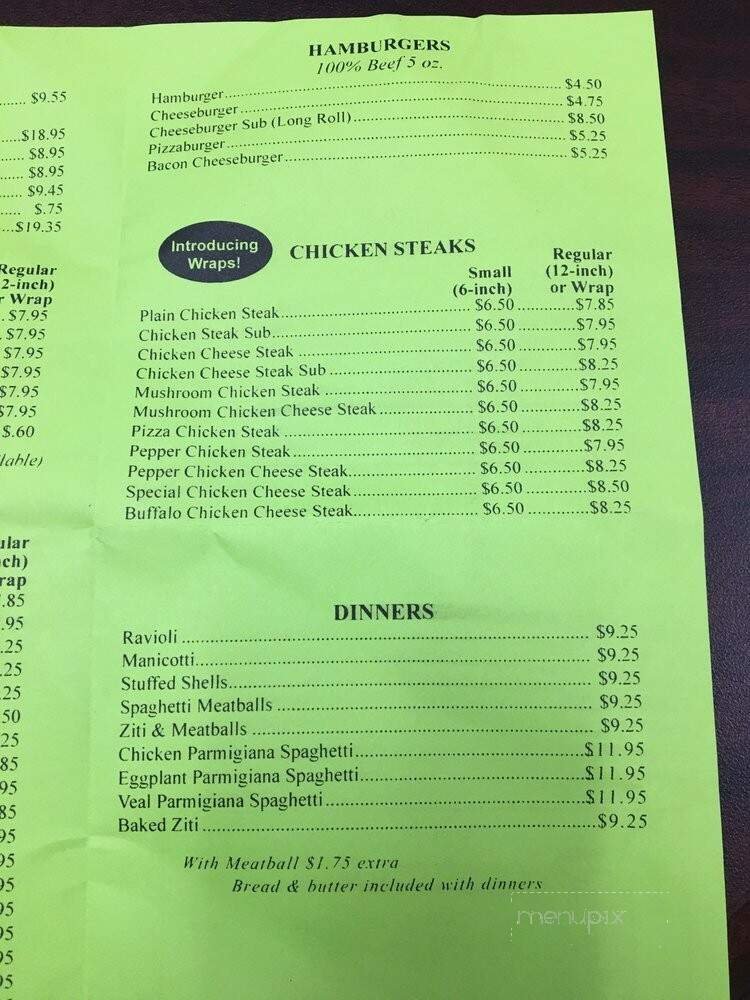 $9.55
$18.95
$8.95
$8.95
$9.45
$.75
$19.35
Regular
2-inch)
r Wrap
$7.95
$7.95
$7.95
$7.95
$7.95
$7.95
$.60
lable)
ular
ch)
rap
.85
.95
.25
.25
.25
50
25
85
95
85
95
95
95
95
95
95
95
HAMBURGERS
100% Beef 5 oz.
Hamburger $4.50
Cheeseburger $4.75
Cheeseburger Sub (Long Roll) $8.50
Pizzaburger $5.25
Bacon Cheeseburger $5.25
Introducing
Wraps!
CHICKEN STEAKS
Small
(6-inch)
Regular
(12-inch)
or Wrap
Plain Chicken Steak $6.50 $7.85
Chicken Steak Sub $6.50 $7.95
Chicken Cheese Steak $6.50 $7.95
Chicken Cheese Steak Sub $6.50 $8.25
Mushroom Chicken Steak $6.50 $7.95
Mushroom Chicken Cheese Steak $6.50 $8.25
Pizza Chicken Steak $6.50 $8.25
Pepper Chicken Steak $6.50 $7.95
Pepper Chicken Cheese Steak $6.50 $8.25
Special Chicken Cheese Steak $6.50 $8.50
Buffalo Chicken Cheese Steak $6.50 $8.25
DINNERS
Ravioli $9.25
Manicotti $9.25
Stuffed Shells $9.25
Spaghetti Meatballs $9.25
Ziti & Meatballs $9.25
Chicken Parmigiana Spaghetti $11.95
Eggplant Parmigiana Spaghetti $11.95
Veal Parmigiana Spaghetti $11.95
Baked Ziti $9.25
With Meatball $1.75 extra
Bread & butter included with dinners
menupix